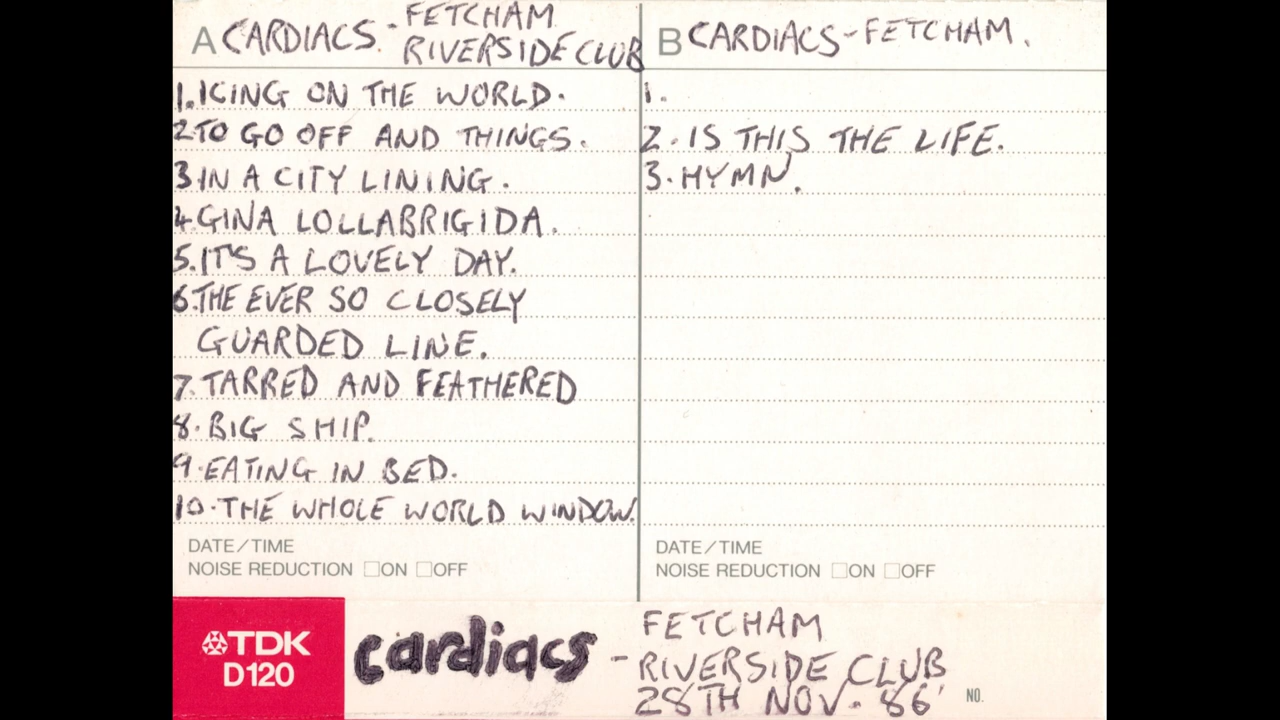 A CARDIACS. - FETCHAM
RIVERSIDE CLUB
1. ICING ON THE WORLD.
2 TO GO OFF AND THINGS.
3 IN A CITY LINING.
4. GINA LOLLABRIGIDA.
5. IT'S A LOVELY DAY.
6. THE EVER SO CLOSELY
GUARDED LINE.
7. TARRED AND FEATHERED
8. BIG SHIP.
9. EATING IN BED.
10. THE WHOLE WORLD WINDOW.
DATE/TIME
NOISE REDUCTION ☐ON ☐OFF
B CARDIACS - FETCHAM.
1.
2. IS THIS THE LIFE.
3. HYMN.
DATE/TIME
NOISE REDUCTION ☐ON ☐OFF
TDK
D120
cardiacs - FETCHAM
RIVERSIDE CLUB
28TH NOV. 86'
NO.